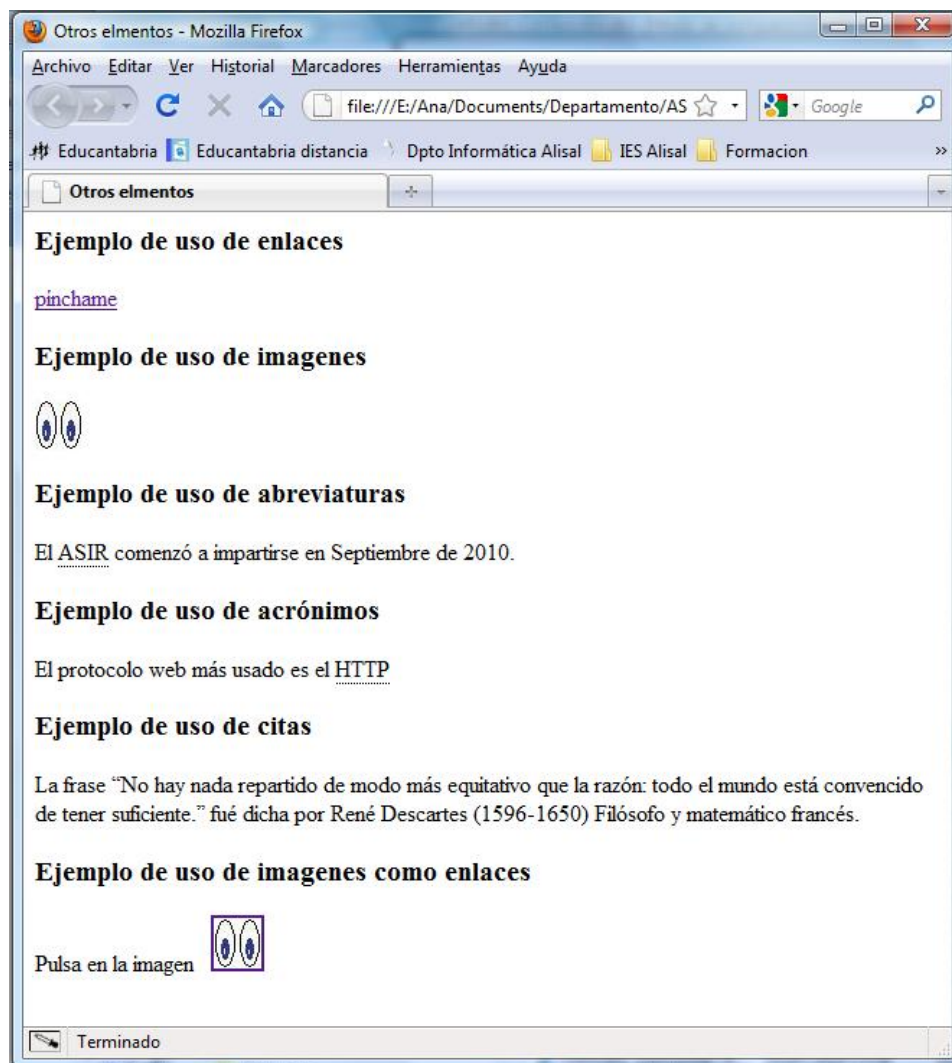 Otros elmentos - Mozilla Firefox
Archivo Editar Ver Historial Marcadores Herramientas Ayuda
file:///E:/Ana/Documents/Departamento/AS
Google
Educantabria Educantabria distancia Dpto Informática Alisal IES Alisal Formacion »
Otros elmentos
Ejemplo de uso de enlaces
pínchame
Ejemplo de uso de imagenes
Ejemplo de uso de abreviaturas
El ASIR comenzó a impartirse en Septiembre de 2010.
Ejemplo de uso de acrónimos
El protocolo web más usado es el HTTP
Ejemplo de uso de citas
La frase “No hay nada repartido de modo más equitativo que la razón: todo el mundo está convencido
de tener suficiente.” fué dicha por René Descartes (1596-1650) Filósofo y matemático francés.
Ejemplo de uso de imagenes como enlaces
Pulsa en la imagen
Terminado